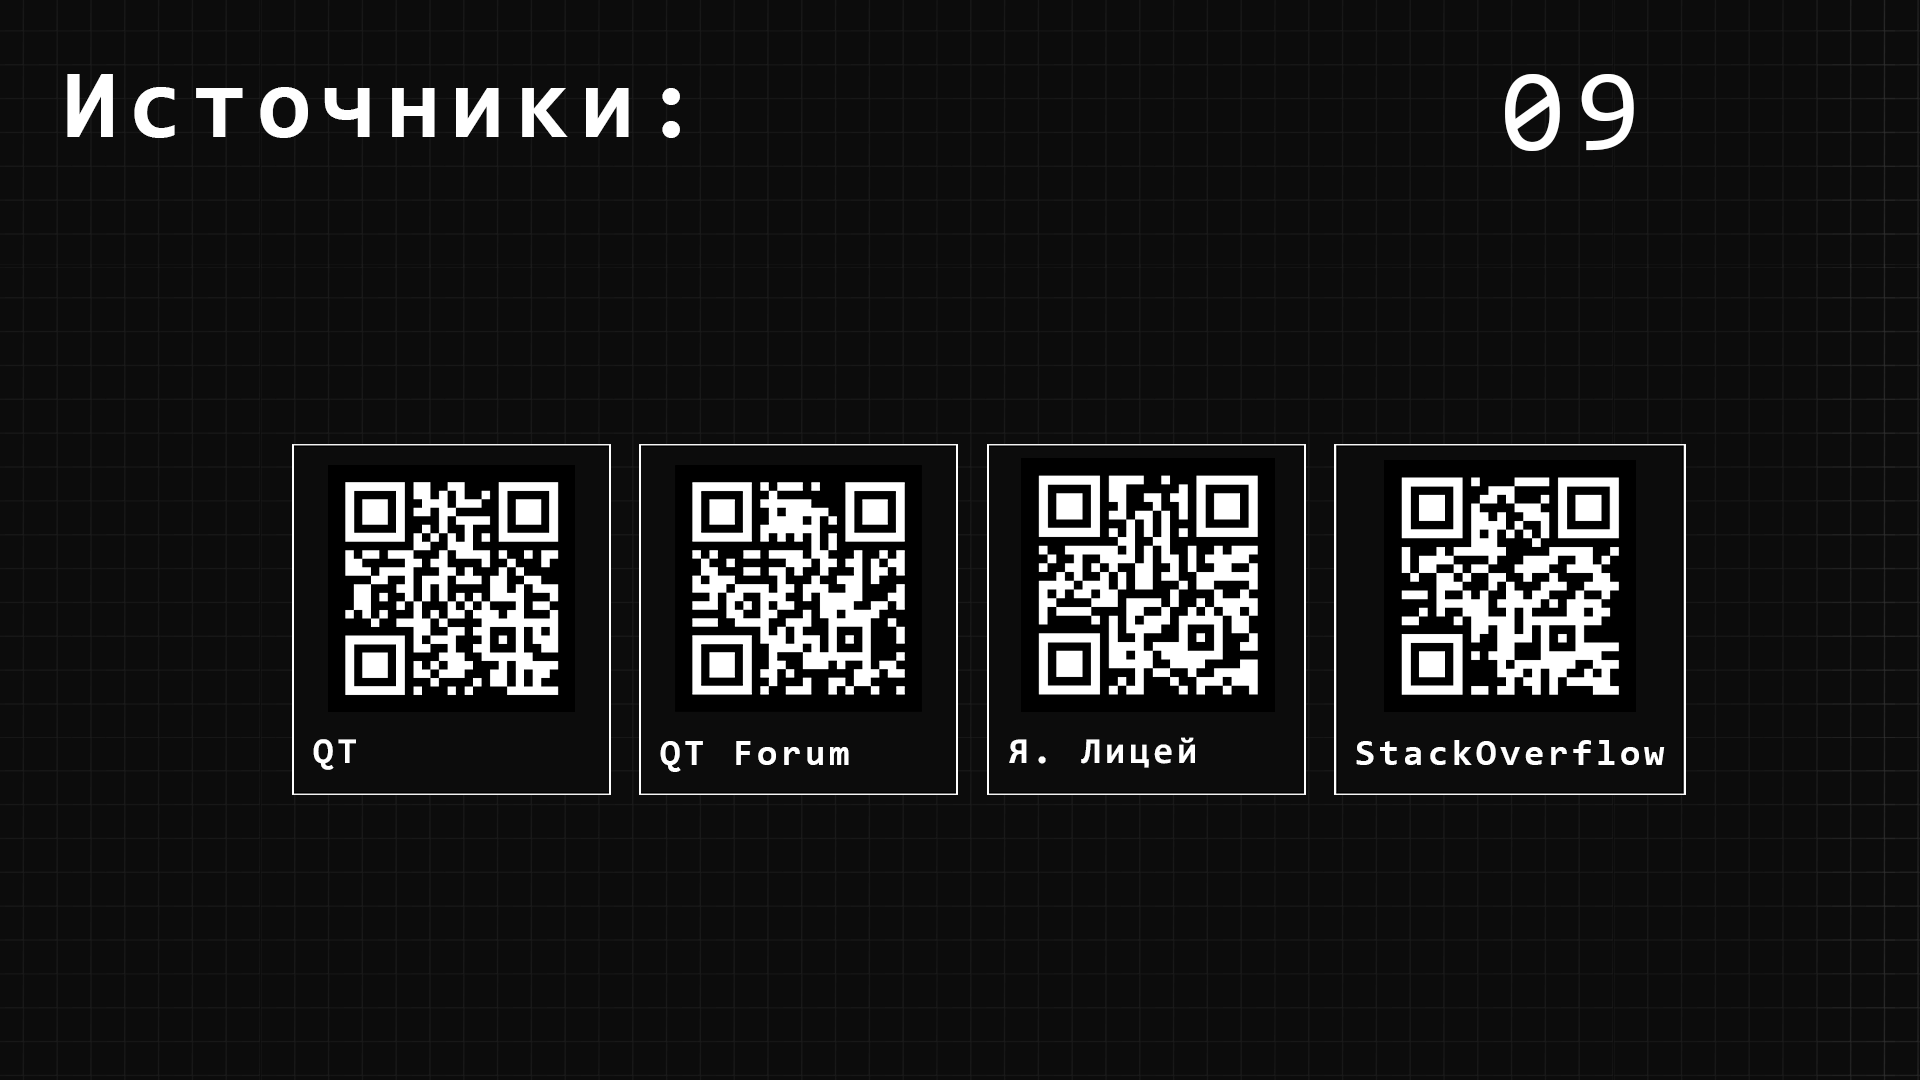 Источники:
09
QT
QT Forum
Я. Лицей
StackOverflow